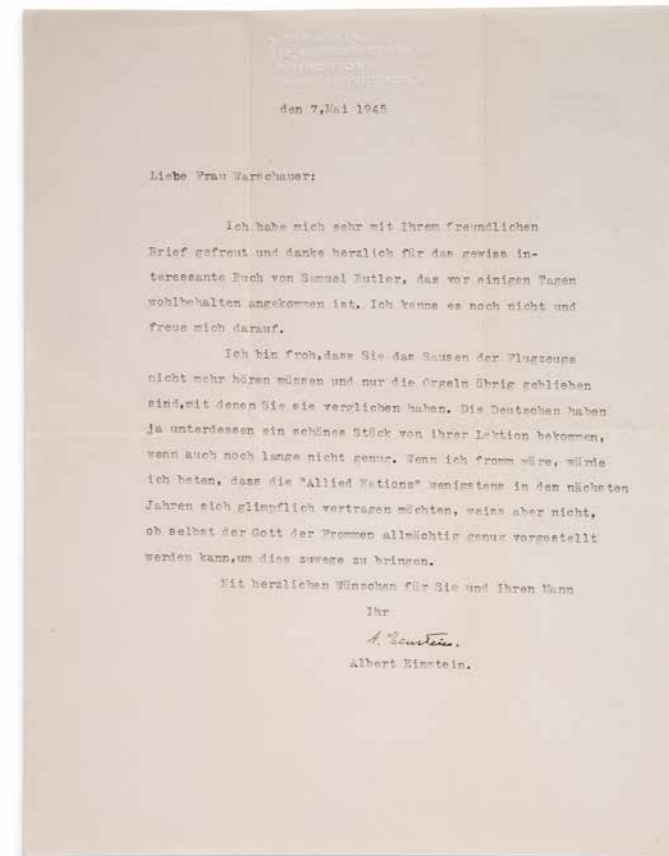 den 7,Mai 1945
Liebe Frau Warschauer:
Ich habe mich sehr mit Ihrem freundlichen
Brief gefreut und danke herzlich für das gewiss in-
teressante Buch von Samuel Butler, das vor einigen Tagen
wohlbehalten angekommen ist. Ich kenne es noch nicht und
freue mich darauf.
Ich bin froh,dass Sie das Sausen der Flugzeuge
nicht mehr hören müssen und nur die Orgeln übrig geblieben
sind,mit denen Sie sie verglichen haben. Die Deutschen haben
ja unterdessen ein schönes Stück von ihrer Lektion bekommen,
wenn auch noch lange nicht genug. Wenn ich fromm wäre, würde
ich beten, dass die "Allied Nations" wenigstens in den nächsten
Jahren sich glimpflich vertragen möchten, weiss aber nicht,
ob selbst der Gott der Frommen allmächtig genug vorgestellt
werden kann,um dies zuwege zu bringen.
Mit herzlichen Wünschen für Sie und Ihren Mann
Ihr
A. Einstein.
Albert Einstein.